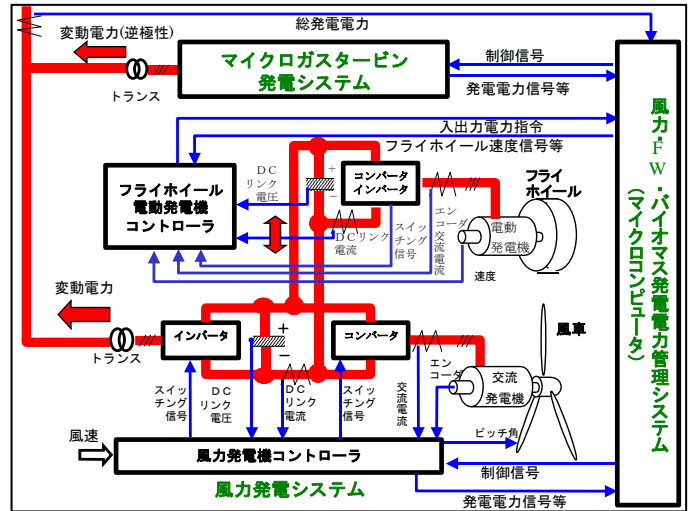 総発電電力
変動電力(逆極性)
トランス
マイクロガスタービン
発電システム
制御信号
発電電力信号等
風力・FW・バイオマス発電電力管理システム
(マイクロコンピュータ)
入出力電力指令
フライホイール速度信号等
フライホイール
電動発電機
コントローラ
DC
リンク
電圧
+
−
コンバータ
インバータ
DCリンク
電流
スイッ
チング
信号
エン
コーダ
交流電流
フライ
ホイール
電動
発電機
速度
変動電力
トランス
インバータ
+
−
コンバータ
風車
エン
コーダ
交流
発電機
スイッ
チング
信号
DC
リンク
電圧
DC
リンク
電流
スイッ
チング
信号
交流電流
ピッチ角
風速
風力発電機コントローラ
風力発電システム
制御信号
発電電力信号等